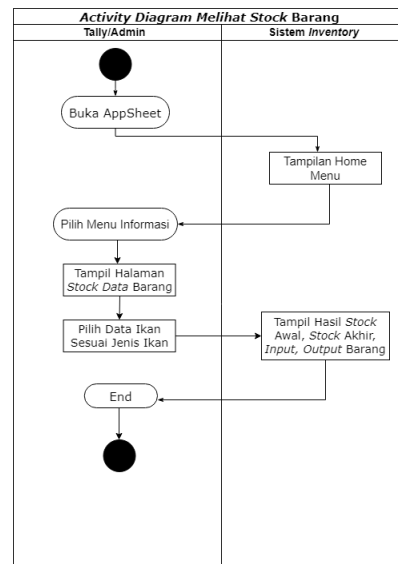 Activity Diagram Melihat Stock Barang
Tally/Admin
Sistem Inventory
Buka AppSheet
Tampilan Home
Menu
Pilih Menu Informasi
Tampil Halaman
Stock Data Barang
Pilih Data Ikan
Sesuai Jenis Ikan
Tampil Hasil Stock
Awal, Stock Akhir,
Input, Output Barang
End